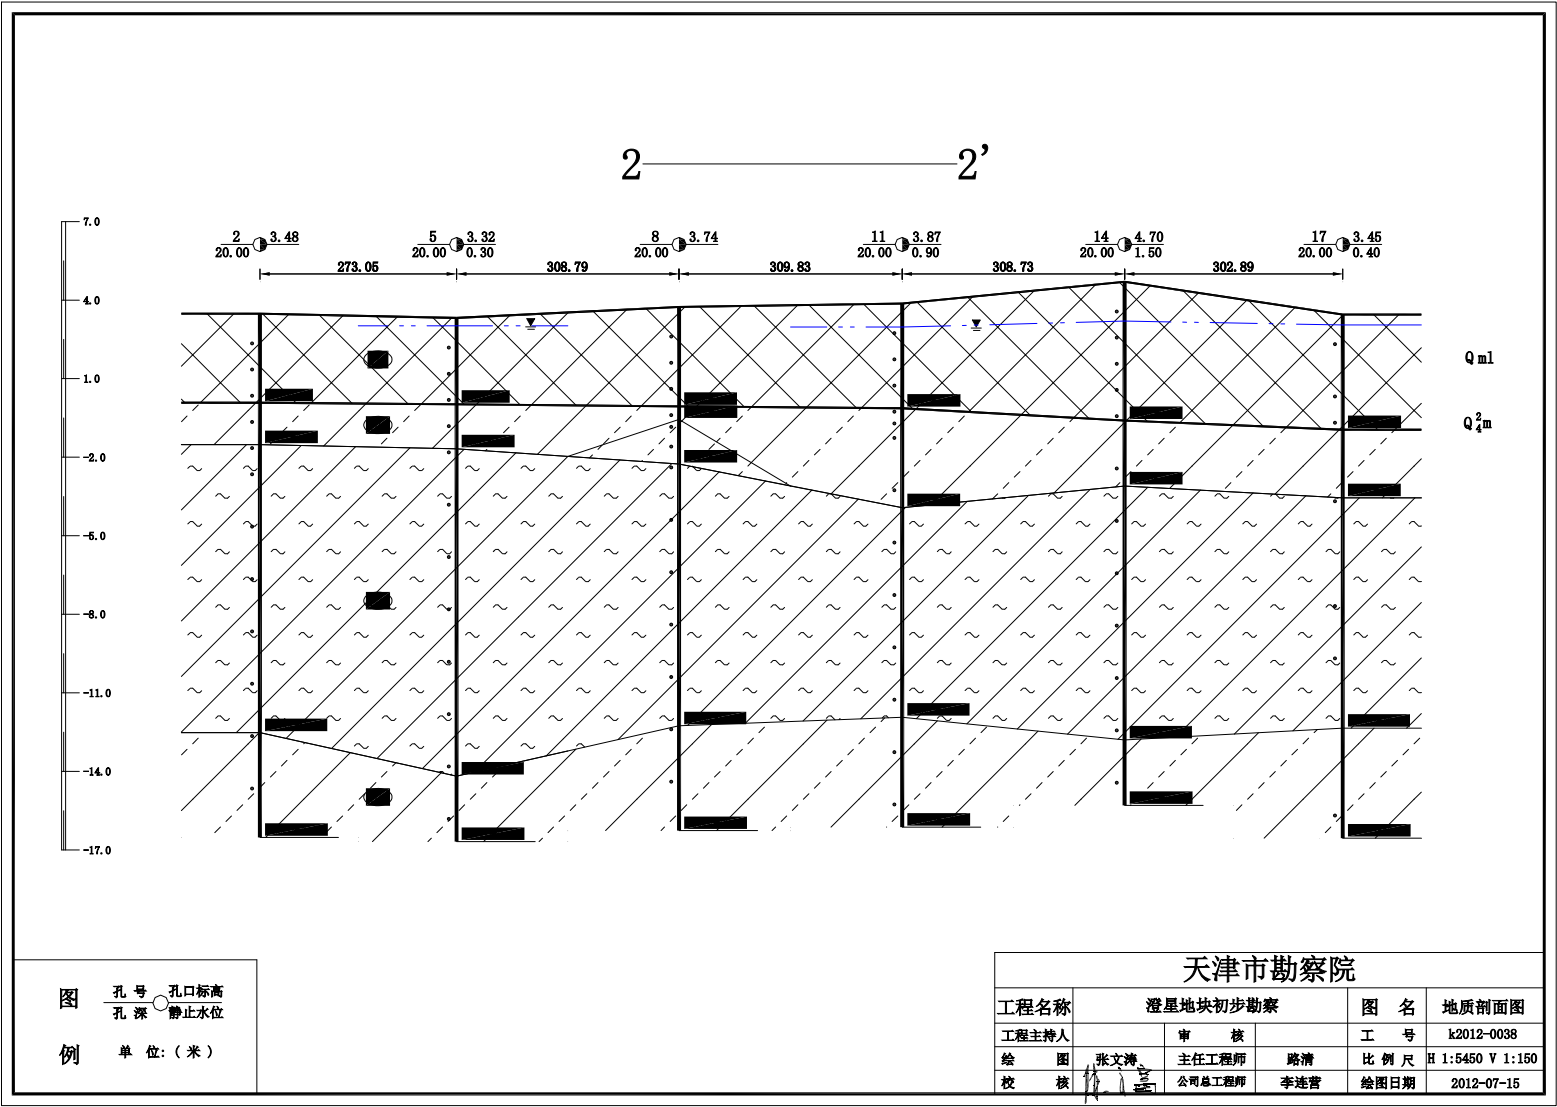 2 2'
7.0
4.0
1.0
-2.0
-5.0
-8.0
-11.0
-14.0
-17.0
2 3.48
20.00
5 3.32
20.00 0.30
8 3.74
20.00
11 3.87
20.00 0.90
14 4.70
20.00 1.50
17 3.45
20.00 0.40
273.05 308.79 309.83 308.73 302.89
Q ml
Q 2 4 m
图 例
孔 号 孔口标高
孔 深 静止水位
单 位:( 米 )
天津市勘察院
工程名称 澄星地块初步勘察 图 名 地质剖面图
工程主持人 审 核 工 号 k2012-0038
绘 图 张文涛 主任工程师 路清 比 例 尺 H 1:5450 V 1:150
校 核 公司总工程师 李连营 绘图日期 2012-07-15